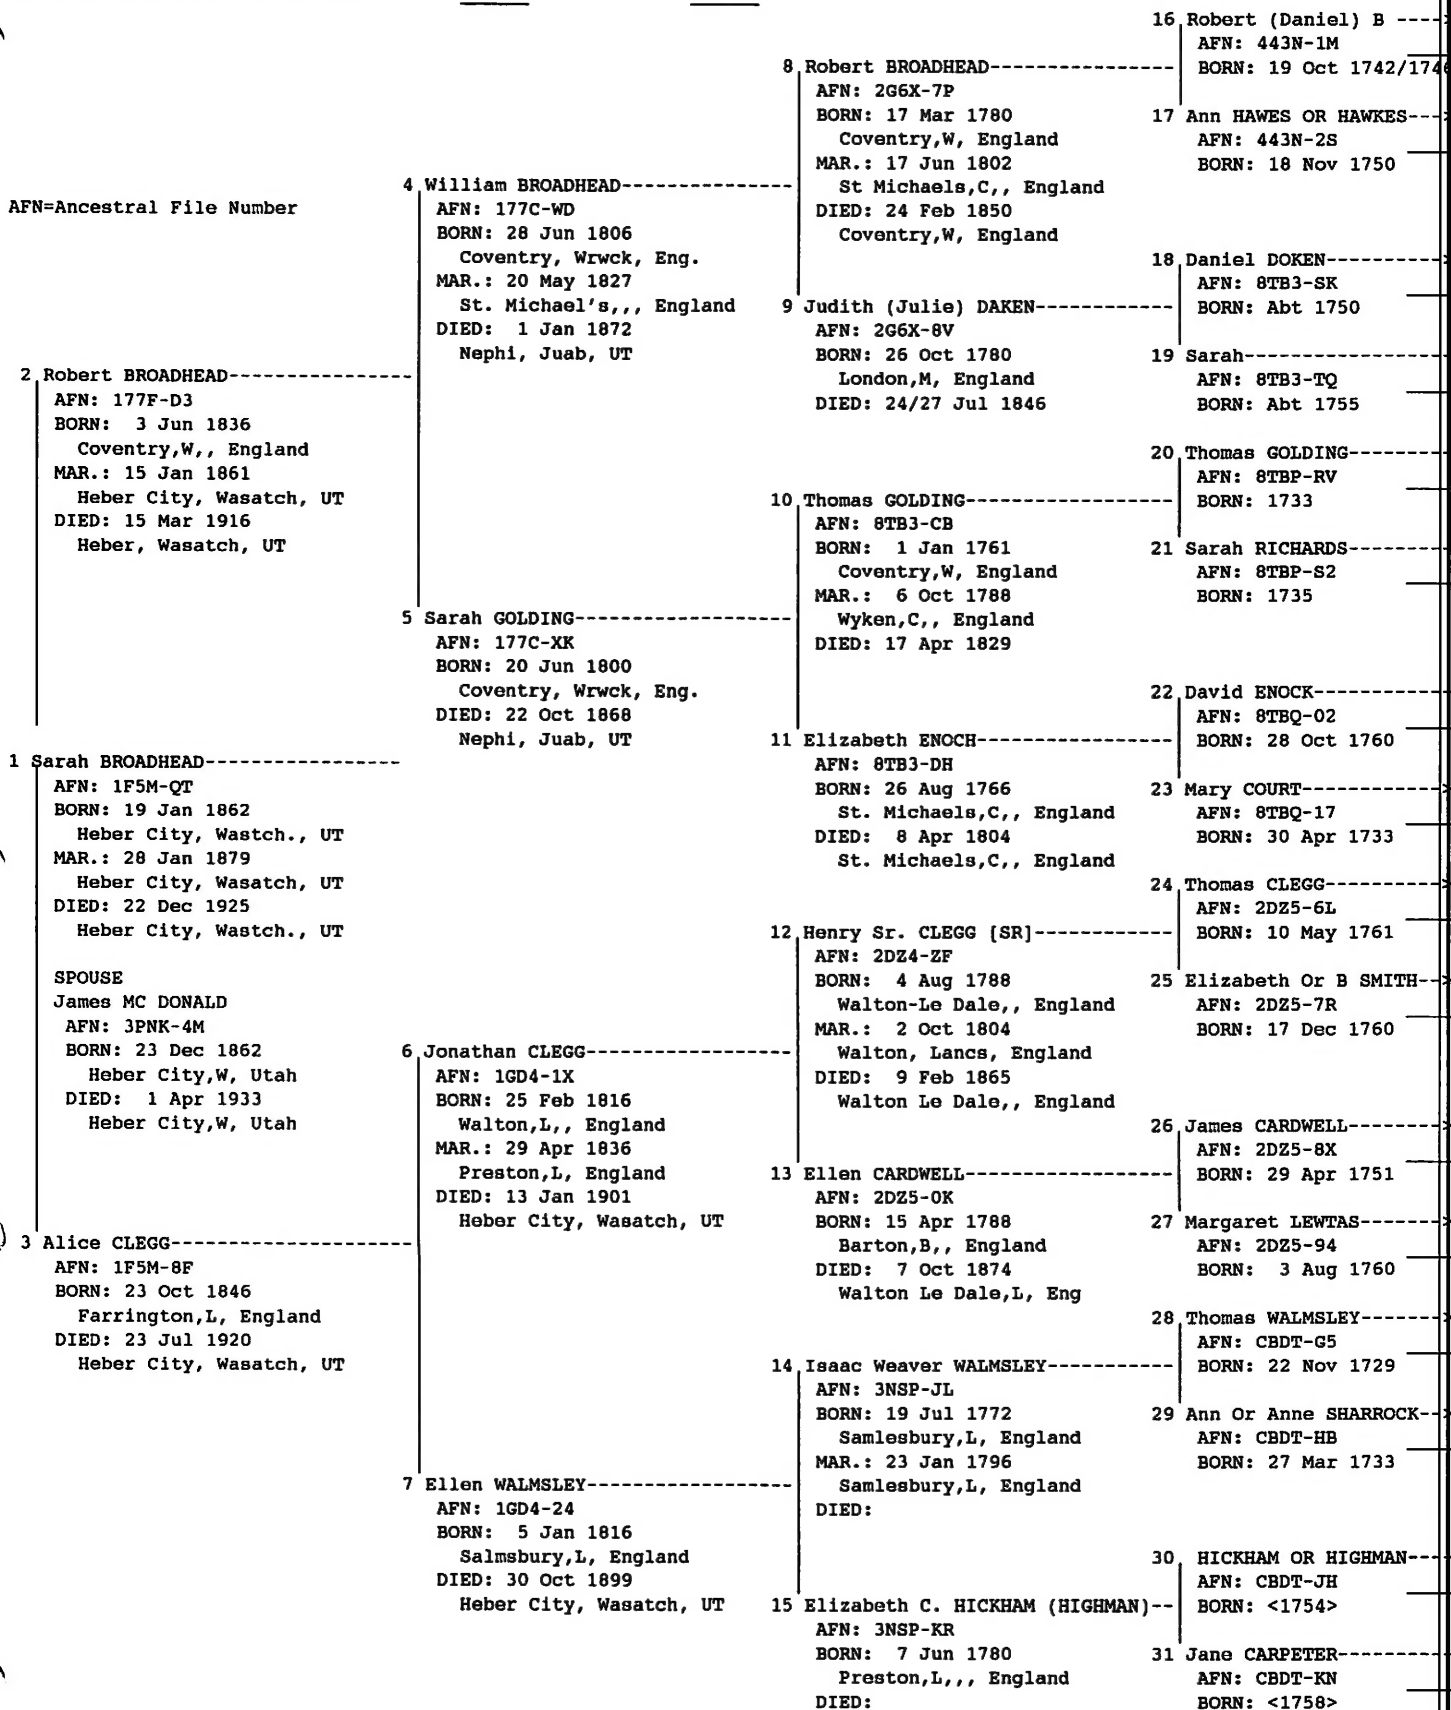 AFN=Ancestral File Number
1 Sarah BROADHEAD-----------------
AFN: 1F5M-QT
BORN: 19 Jan 1862
Heber City, Wastch., UT
MAR.: 28 Jan 1879
Heber City, Wasatch, UT
DIED: 22 Dec 1925
Heber City, Wastch., UT
SPOUSE
James MC DONALD
AFN: 3PNK-4M
BORN: 23 Dec 1862
Heber City,W, Utah
DIED: 1 Apr 1933
Heber City,W, Utah
2 Robert BROADHEAD----------------
AFN: 177F-D3
BORN: 3 Jun 1836
Coventry,W,, England
MAR.: 15 Jan 1861
Heber City, Wasatch, UT
DIED: 15 Mar 1916
Heber, Wasatch, UT
3 Alice CLEGG---------------------
AFN: 1F5M-8F
BORN: 23 Oct 1846
Farrington,L, England
DIED: 23 Jul 1920
Heber City, Wasatch, UT
4 William BROADHEAD---------------
AFN: 177C-WD
BORN: 28 Jun 1806
Coventry, Wrwck, Eng.
MAR.: 20 May 1827
St. Michael's,,, England
DIED: 1 Jan 1872
Nephi, Juab, UT
5 Sarah GOLDING-------------------
AFN: 177C-XK
BORN: 20 Jun 1800
Coventry, Wrwck, Eng.
DIED: 22 Oct 1868
Nephi, Juab, UT
6 Jonathan CLEGG------------------
AFN: 1GD4-1X
BORN: 25 Feb 1816
Walton,L,, England
MAR.: 29 Apr 1836
Preston,L, England
DIED: 13 Jan 1901
Heber City, Wasatch, UT
7 Ellen WALMSLEY------------------
AFN: 1GD4-24
BORN: 5 Jan 1816
Salmsbury,L, England
DIED: 30 Oct 1899
Heber City, Wasatch, UT
8 Robert BROADHEAD----------------
AFN: 2G6X-7P
BORN: 17 Mar 1780
Coventry,W, England
MAR.: 17 Jun 1802
St Michaels,C,, England
DIED: 24 Feb 1850
Coventry,W, England
9 Judith (Julie) DAKEN------------
AFN: 2G6X-8V
BORN: 26 Oct 1780
London,M, England
DIED: 24/27 Jul 1846
10 Thomas GOLDING------------------
AFN: 8TB3-CB
BORN: 1 Jan 1761
Coventry,W, England
MAR.: 6 Oct 1788
Wyken,C,, England
DIED: 17 Apr 1829
11 Elizabeth ENOCH-----------------
AFN: 8TB3-DH
BORN: 26 Aug 1766
St. Michaels,C,, England
DIED: 8 Apr 1804
St. Michaels,C,, England
12 Henry Sr. CLEGG [SR]------------
AFN: 2DZ4-ZF
BORN: 4 Aug 1788
Walton-Le Dale,, England
MAR.: 2 Oct 1804
Walton, Lancs, England
DIED: 9 Feb 1865
Walton Le Dale,, England
13 Ellen CARDWELL------------------
AFN: 2DZ5-0K
BORN: 15 Apr 1788
Barton,B,, England
DIED: 7 Oct 1874
Walton Le Dale,L, Eng
14 Isaac Weaver WALMSLEY-----------
AFN: 3NSP-JL
BORN: 19 Jul 1772
Samlesbury,L, England
MAR.: 23 Jan 1796
Samlesbury,L, England
DIED:
15 Elizabeth C. HICKHAM (HIGHMAN)--
AFN: 3NSP-KR
BORN: 7 Jun 1780
Preston,L,,, England
DIED:
16 Robert (Daniel) B ----
AFN: 443N-1M
BORN: 19 Oct 1742/174
17 Ann HAWES OR HAWKES---
AFN: 443N-2S
BORN: 18 Nov 1750
18 Daniel DOKEN----------
AFN: 8TB3-SK
BORN: Abt 1750
19 Sarah-----------------
AFN: 8TB3-TQ
BORN: Abt 1755
20 Thomas GOLDING--------
AFN: 8TBP-RV
BORN: 1733
21 Sarah RICHARDS--------
AFN: 8TBP-S2
BORN: 1735
22 David ENOCK-----------
AFN: 8TBQ-02
BORN: 28 Oct 1760
23 Mary COURT------------
AFN: 8TBQ-17
BORN: 30 Apr 1733
24 Thomas CLEGG----------
AFN: 2DZ5-6L
BORN: 10 May 1761
25 Elizabeth Or B SMITH--
AFN: 2DZ5-7R
BORN: 17 Dec 1760
26 James CARDWELL--------
AFN: 2DZ5-8X
BORN: 29 Apr 1751
27 Margaret LEWTAS-------
AFN: 2DZ5-94
BORN: 3 Aug 1760
28 Thomas WALMSLEY-------
AFN: CBDT-G5
BORN: 22 Nov 1729
29 Ann Or Anne SHARROCK--
AFN: CBDT-HB
BORN: 27 Mar 1733
30 HICKHAM OR HIGHMAN---
AFN: CBDT-JH
BORN: <1754>
31 Jane CARPETER---------
AFN: CBDT-KN
BORN: <1758>